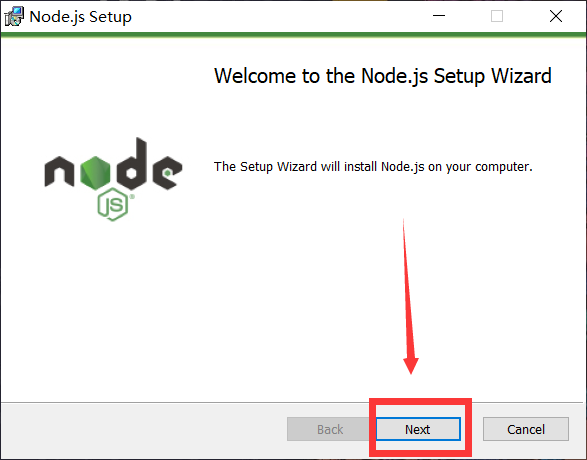 Node.js Setup
Welcome to the Node.js Setup Wizard
node
JS
The Setup Wizard will install Node.js on your computer.
Back
Next
Cancel